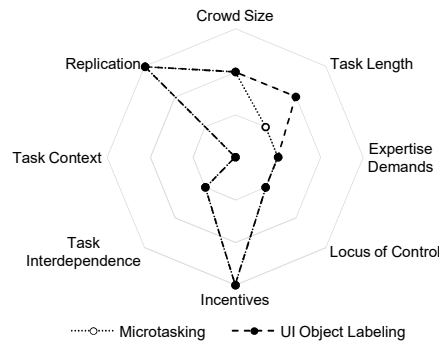 Crowd Size
Replication
Task Length
Task Context
Expertise
Demands
Task
Interdependence
Locus of Control
Incentives
Microtasking
UI Object Labeling